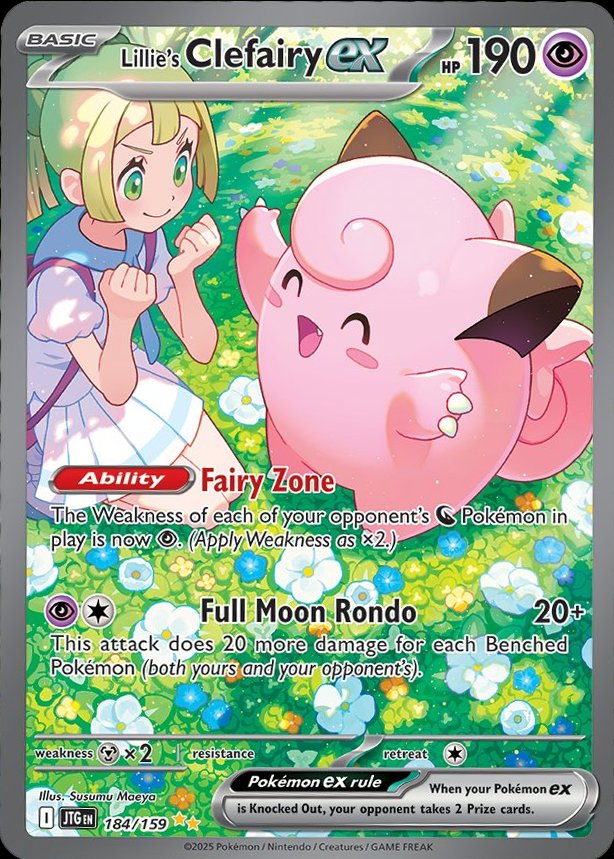 BASIC
Lillie's Clefairy ex HP 190
Ability Fairy Zone
The Weakness of each of your opponent's Pokémon in
play is now . (Apply Weakness as ×2.)
Full Moon Rondo 20+
This attack does 20 more damage for each Benched
Pokémon (both yours and your opponent's).
weakness ×2 resistance retreat
Illus. Susumu Maeya
Pokémon ex rule
When your Pokémon ex
is Knocked Out, your opponent takes 2 Prize cards.
I JTG EN 184/159
©2025 Pokémon / Nintendo / Creatures / GAME FREAK